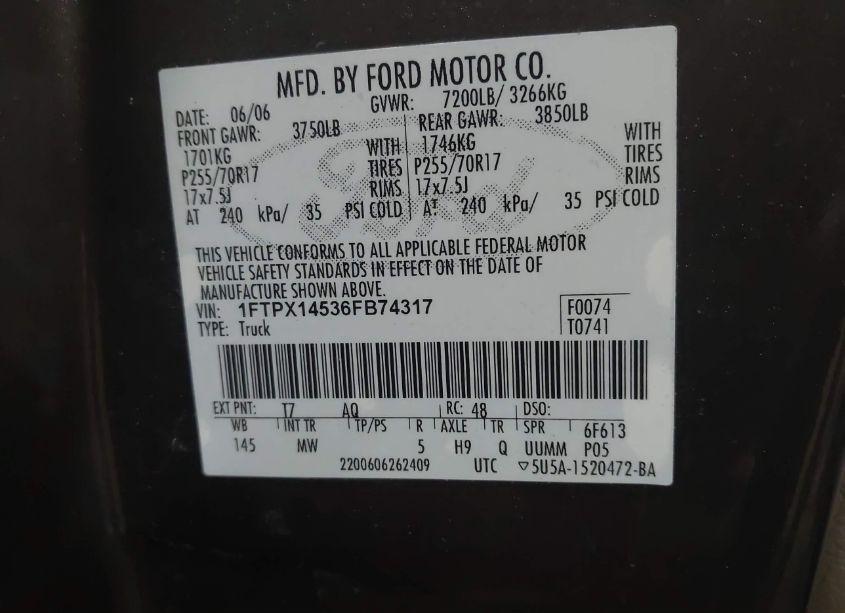 MFD. BY FORD MOTOR CO.
DATE: 06/06 GVWR: 7200LB/ 3266KG
FRONT GAWR: 3750LB REAR GAWR: 3850LB
1701KG WITH 1746KG WITH
P255/70R17 TIRES P255/70R17 TIRES
17x7.5J RIMS 17x7.5J RIMS
AT 240 kPa/ 35 PSI COLD AT 240 kPa/ 35 PSI COLD
Ford
THIS VEHICLE CONFORMS TO ALL APPLICABLE FEDERAL MOTOR
VEHICLE SAFETY STANDARDS IN EFFECT ON THE DATE OF
MANUFACTURE SHOWN ABOVE.
VIN: 1FTPX14536FB74317 F0074
TYPE: Truck T0741
EXT PNT: T7 AQ RC: 48 DSO:
WB INT TR TP/PS R AXLE TR SPR 6F613
145 MW 5 H9 Q UUMM P05
2200606262409 UTC ▽5U5A-1520472-BA